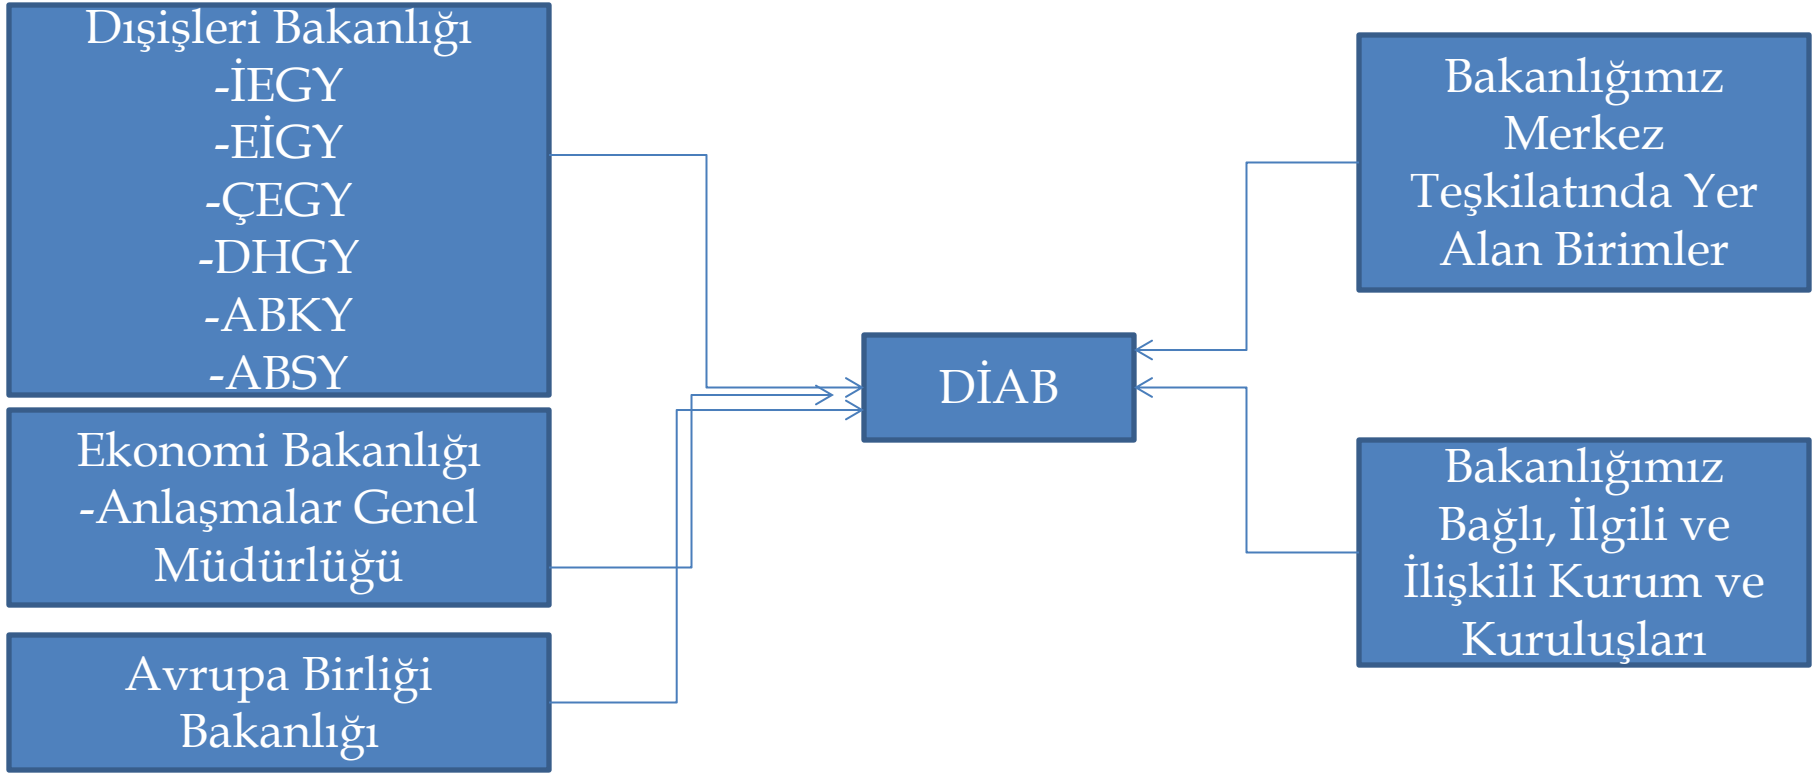 Dışişleri Bakanlığı
-İEGY
-EİGY
-ÇEGY
-DHGY
-ABKY
-ABSY
Ekonomi Bakanlığı
-Anlaşmalar Genel
Müdürlüğü
Avrupa Birliği
Bakanlığı
DİAB
Bakanlığımız
Merkez
Teşkilatında Yer
Alan Birimler
Bakanlığımız
Bağlı, İlgili ve
İlişkili Kurum ve
Kuruluşları